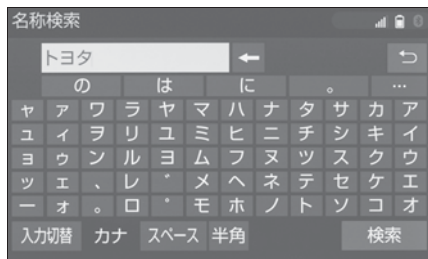 名称検索
トヨタ
の は に 。 …
ャ ァ ワ ラ ヤ マ ハ ナ タ サ カ ア
ュ ィ ヲ リ ユ ミ ヒ ニ チ シ キ イ
ョ ゥ ン ル ヨ ム フ ヌ ツ ス ク ウ
ッ ェ 、 レ ゛ メ ヘ ネ テ セ ケ エ
ー ォ 。 ロ ゜ モ ホ ノ ト ソ コ オ
入力切替 カナ スペース 半角 検索